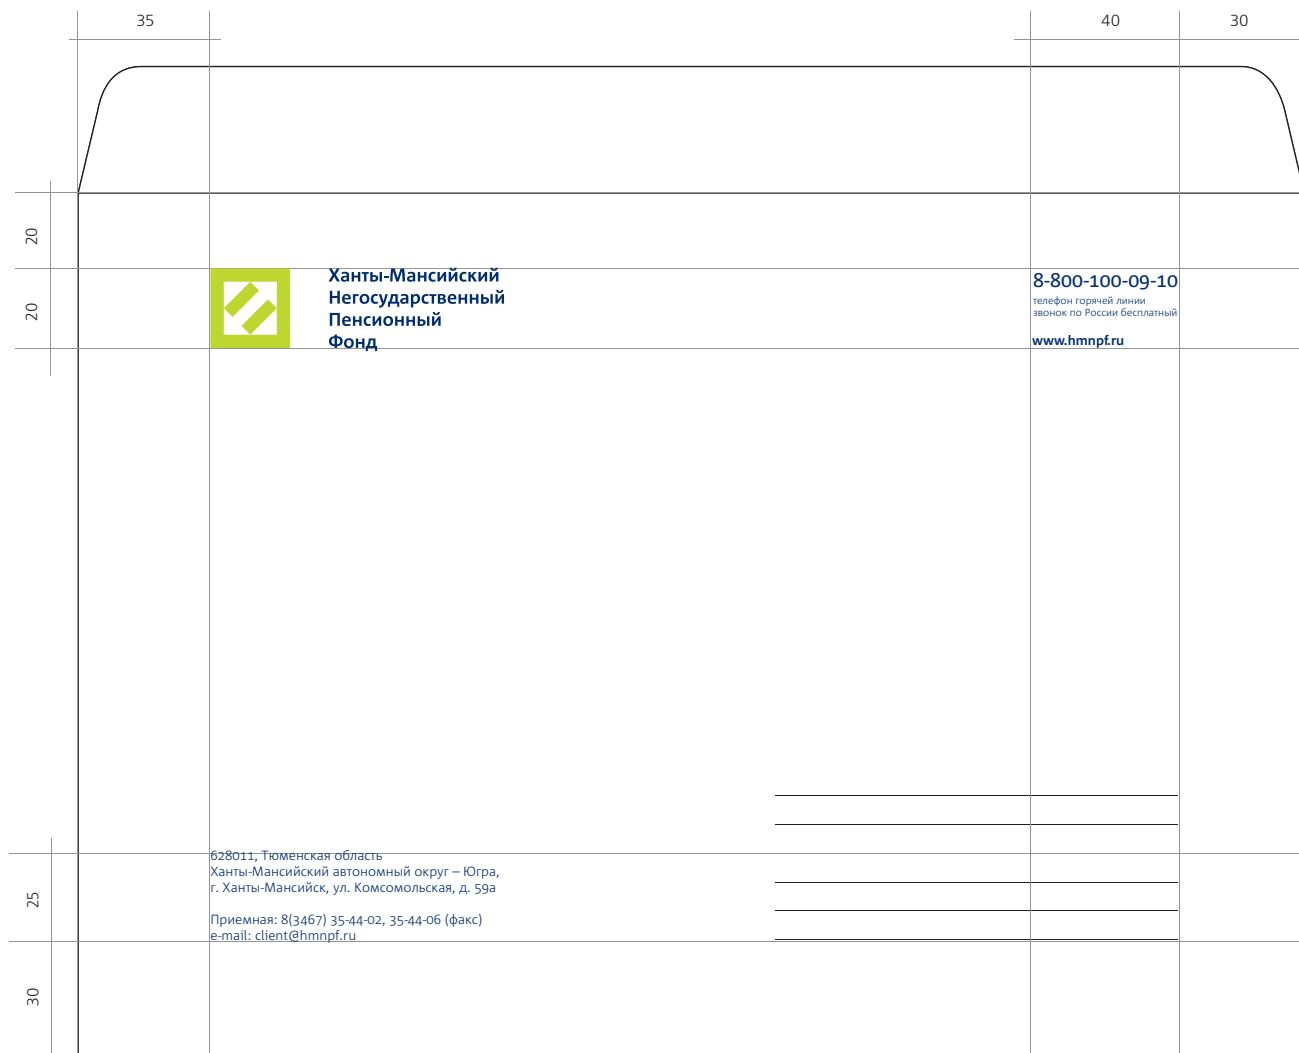 35
40
30
20
20
Ханты-Мансийский
Негосударственный
Пенсионный
Фонд
8-800-100-09-10
телефон горячей линии
звонок по России бесплатный
www.hmnpf.ru
628011, Тюменская область
Ханты-Мансийский автономный округ – Югра,
г. Ханты-Мансийск, ул. Комсомольская, д. 59а
Приемная: 8(3467) 35-44-02, 35-44-06 (факс)
e-mail: client@hmnpf.ru
25
30